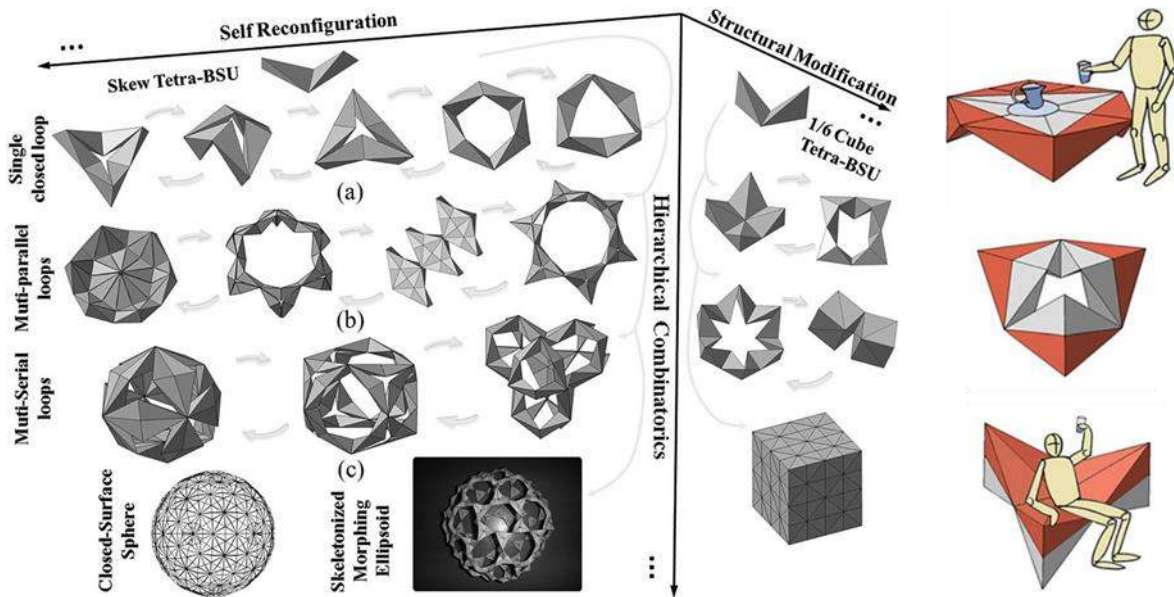 Self Reconfiguration
...
Structural Modification
...
Skew Tetra-BSU
1/6 Cube
Tetra-BSU
Single
closed loop
(a)
Hierarchical Combinatorics
Muti-parallel
loops
(b)
Muti-Serial
loops
(c)
Closed-Surface
Sphere
Skeletonized
Morphing
Ellipsoid
...